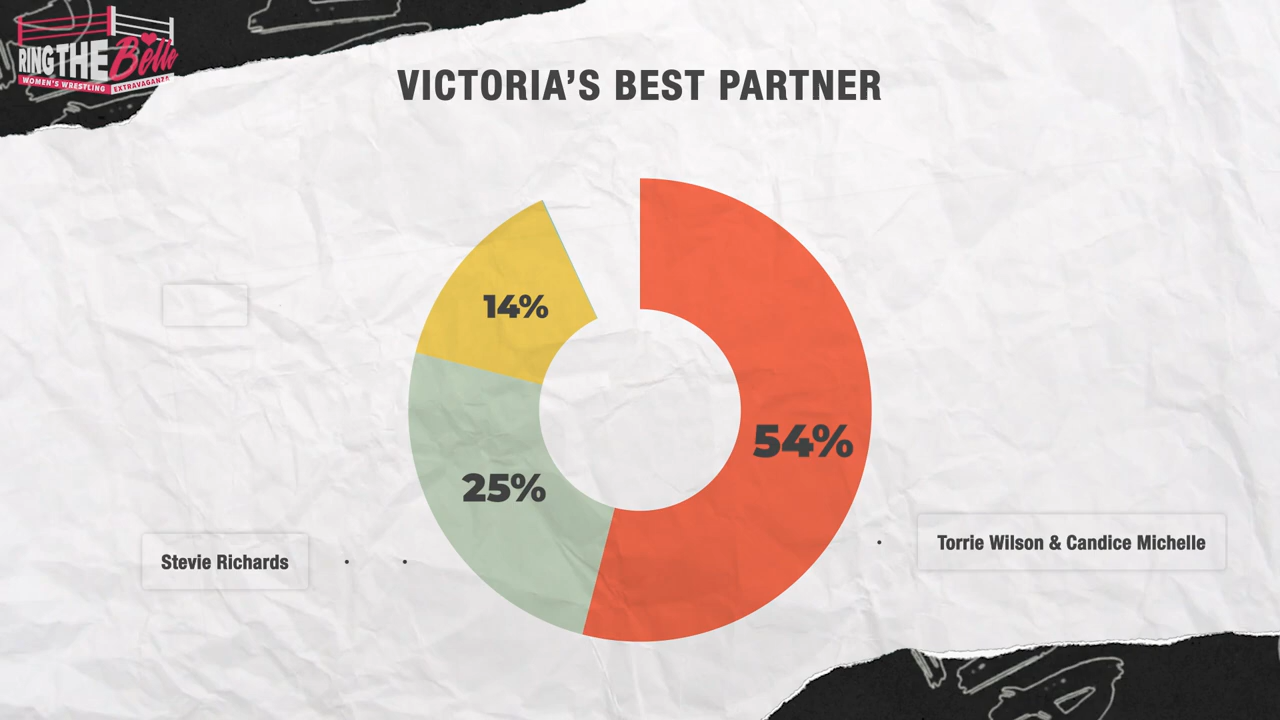 RING THE Belle
WOMEN'S WRESTLING EXTRAVAGANZA
VICTORIA'S BEST PARTNER
14%
54%
25%
Torrie Wilson & Candice Michelle
Stevie Richards